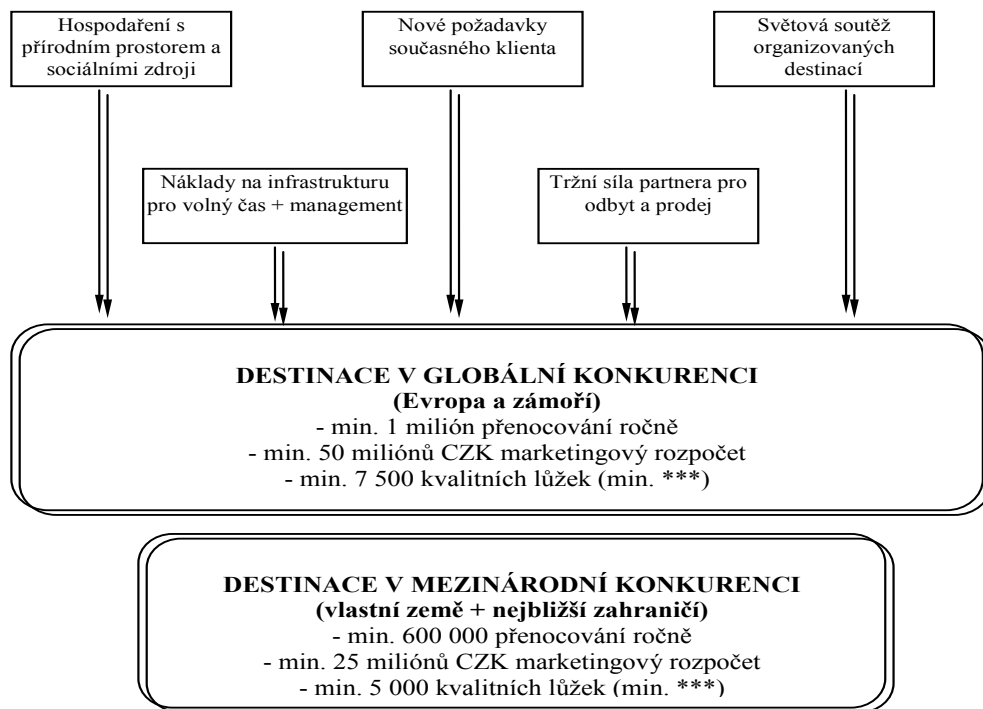 Hospodaření s
přírodním prostorem a
sociálními zdroji
Nové požadavky
současného klienta
Světová soutěž
organizovaných
destinací
Náklady na infrastrukturu
pro volný čas + management
Tržní síla partnera pro
odbyt a prodej
DESTINACE V GLOBÁLNÍ KONKURENCI
(Evropa a zámoří)
- min. 1 milión přenocování ročně
- min. 50 miliónů CZK marketingový rozpočet
- min. 7 500 kvalitních lůžek (min. ***)
DESTINACE V MEZINÁRODNÍ KONKURENCI
(vlastní země + nejbližší zahraničí)
- min. 600 000 přenocování ročně
- min. 25 miliónů CZK marketingový rozpočet
- min. 5 000 kvalitních lůžek (min. ***)